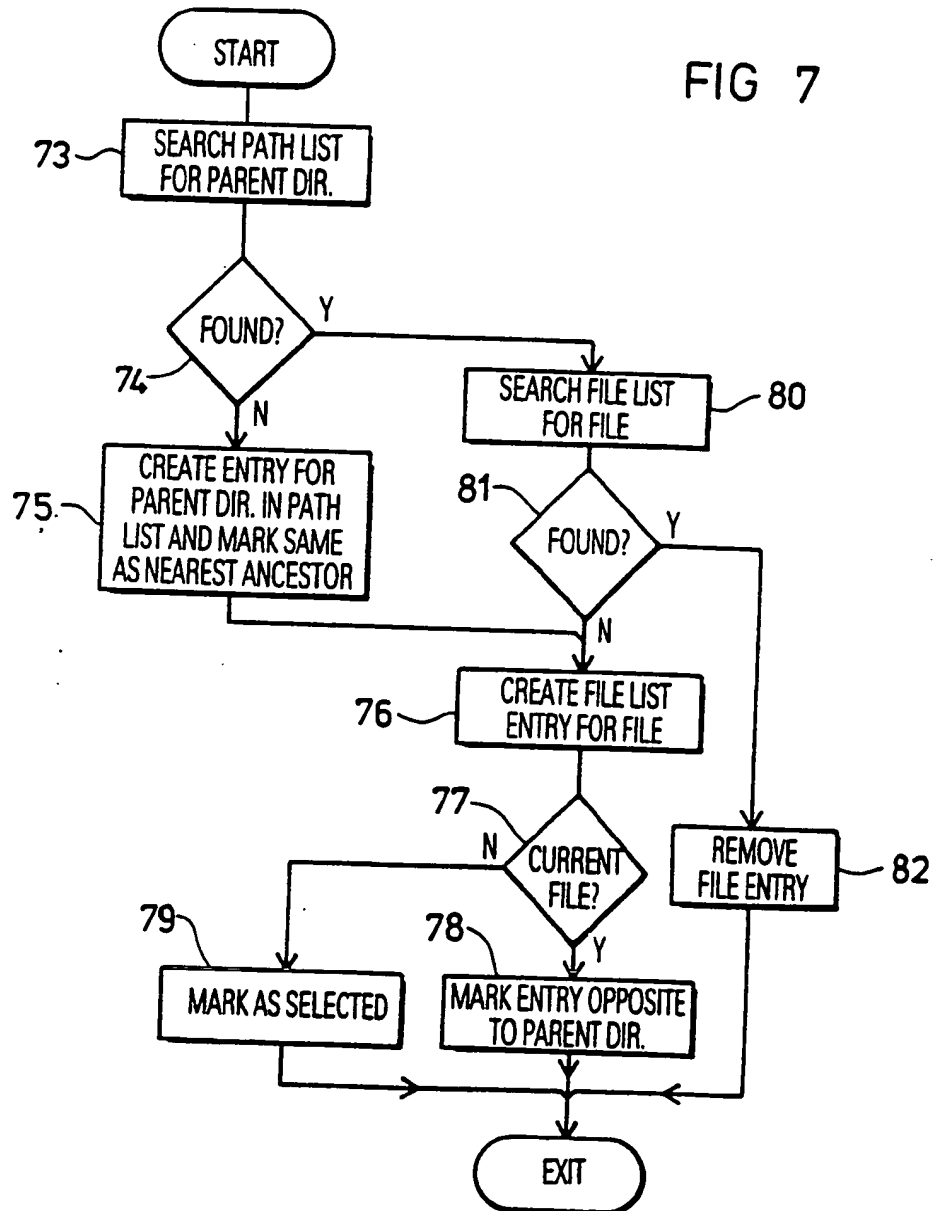 START
FIG 7
73
SEARCH PATH LIST
FOR PARENT DIR.
FOUND?
Y
74
N
SEARCH FILE LIST
FOR FILE
80
CREATE ENTRY FOR
PARENT DIR. IN PATH
LIST AND MARK SAME
AS NEAREST ANCESTOR
75.
81
FOUND?
Y
N
CREATE FILE LIST
ENTRY FOR FILE
76
77
N
CURRENT
FILE?
Y
REMOVE
FILE ENTRY
82
79
MARK AS SELECTED
78
MARK ENTRY OPPOSITE
TO PARENT DIR.
EXIT